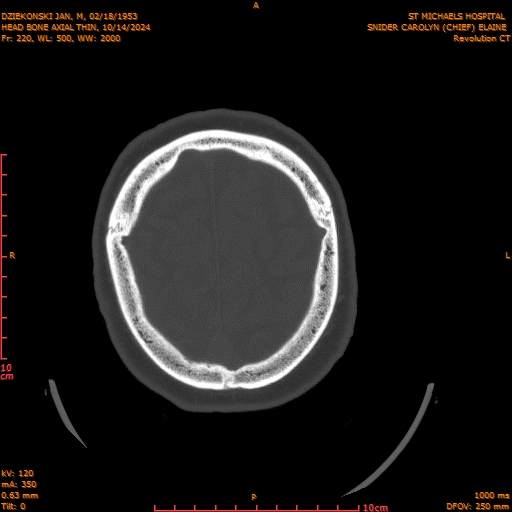 A
DZIEKONSKI JAN, M, 02/18/1953
HEAD BONE AXIAL THIN, 10/14/2024
Fr: 220, WL: 500, WW: 2000
ST MICHAELS HOSPITAL
SNIDER CAROLYN (CHIEF) ELAINE
Revolution CT
R
L
10
cm
kV: 120
mA: 350
0.63 mm
Tilt: 0
P
10cm
1000 ms
DFOV: 250 mm